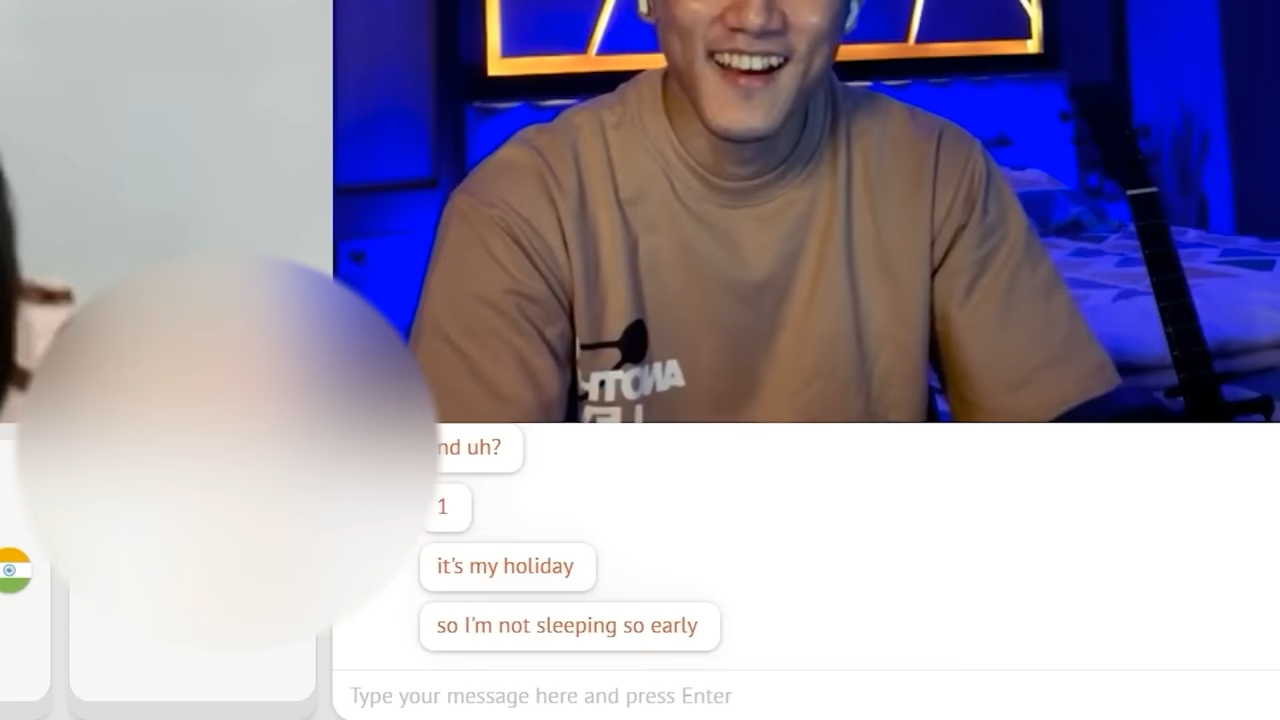 nd uh?
1
it's my holiday
so I'm not sleeping so early
Type your message here and press Enter